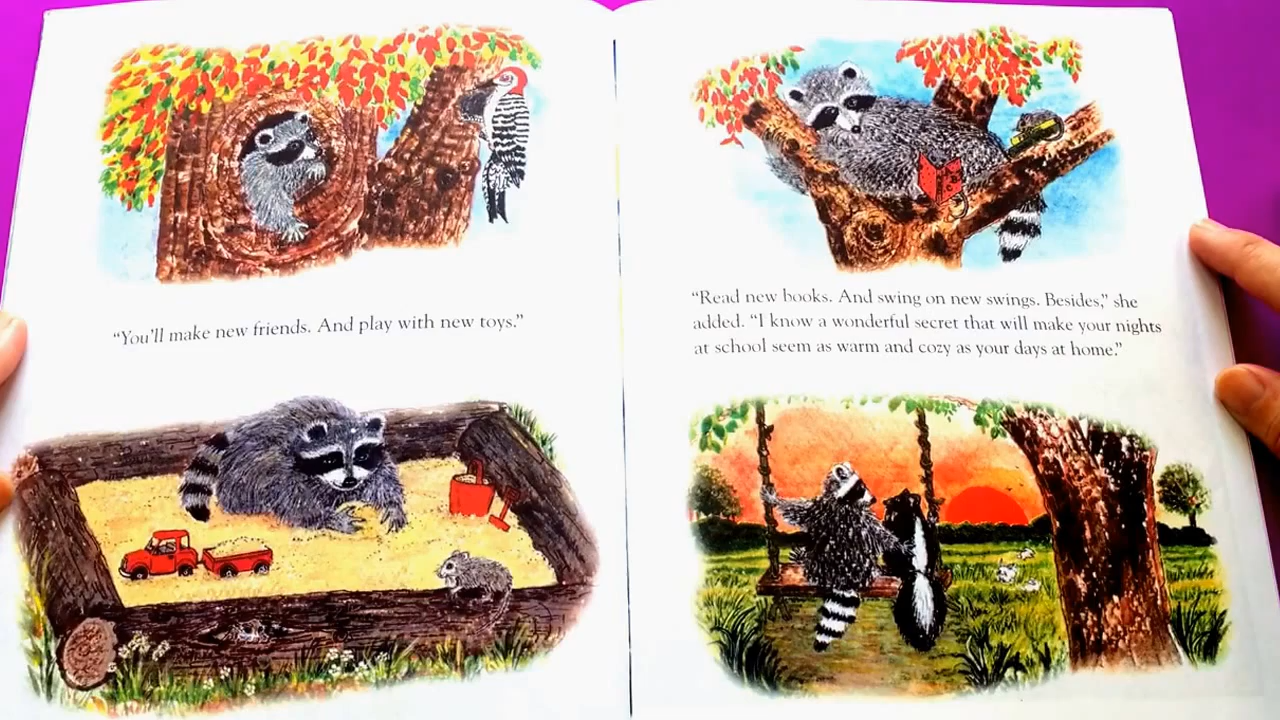 “You’ll make new friends. And play with new toys.”
“Read new books. And swing on new swings. Besides,” she
added. “I know a wonderful secret that will make your nights
at school seem as warm and cozy as your days at home.”